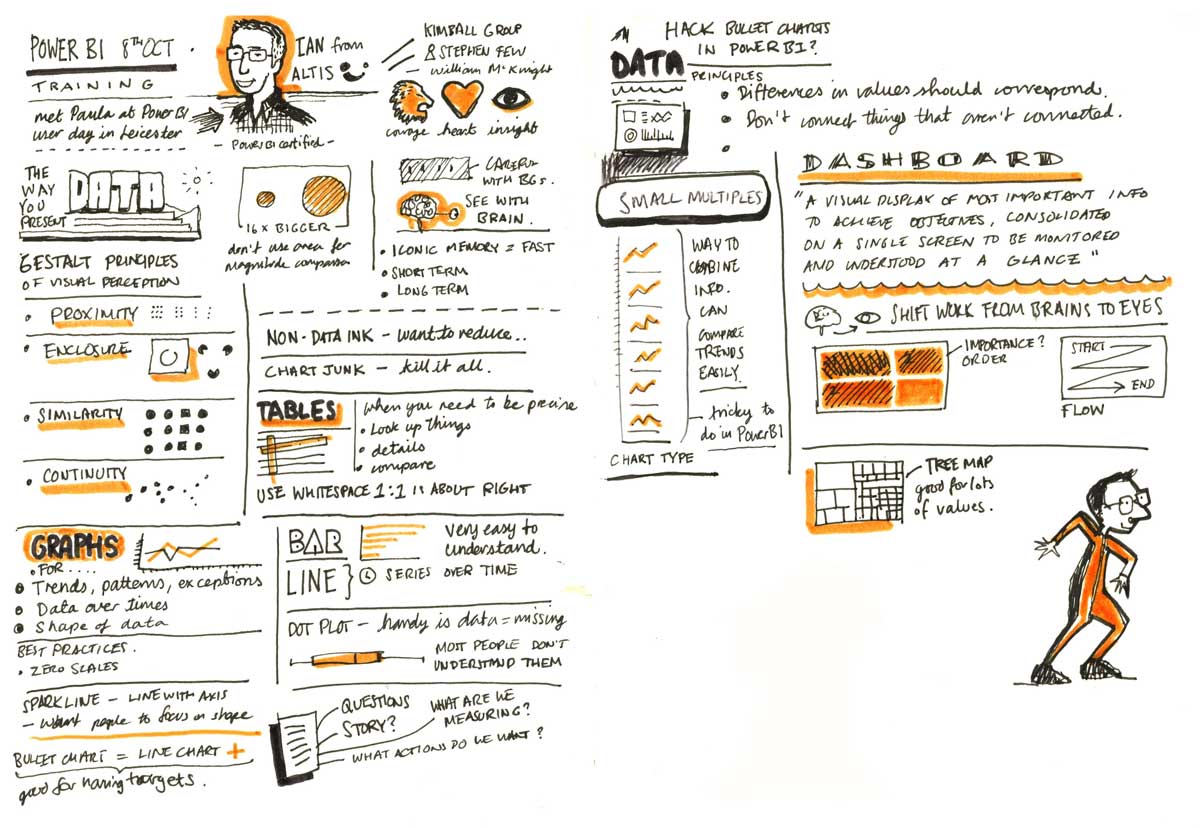 POWER BI 8TH OCT
TRAINING
met Paula at Power BI
user day in Leicester
IAN from
ALTIS
- POWER BI certified -
KIMBALL GROUP
& STEPHEN FEW
- William McKnight
courage heart insight
THE
WAY
YOU
PRESENT
DATA
16 x BIGGER
don't use area for
magnitude comparison
CAREFUL
WITH BGs.
SEE WITH
BRAIN.
• ICONIC MEMORY = FAST
• SHORT TERM
• LONG TERM
GESTALT PRINCIPLES
OF VISUAL PERCEPTION
• PROXIMITY
• ENCLOSURE
• SIMILARITY
• CONTINUITY
NON-DATA INK - want to reduce..
CHART JUNK - kill it all.
TABLES
when you need to be precise
• Look up things
• details
• compare
USE WHITESPACE 1:1 IS ABOUT RIGHT
GRAPHS
• FOR....
• Trends, patterns, exceptions
• Data over times
• Shape of data
BEST PRACTICES.
• ZERO SCALES
SPARKLINE - LINE WITH AXIS
- want people to focus on shape
BULLET CHART = LINE CHART +
good for having targets.
BAR
very easy to
understand.
LINE } SERIES OVER TIME
DOT PLOT - handy is data = missing
MOST PEOPLE DON'T
UNDERSTAND THEM
QUESTIONS
STORY?
WHAT ARE WE
MEASURING?
WHAT ACTIONS DO WE WANT?
HACK BULLET CHARTS
IN POWER BI?
DATA
PRINCIPLES
• Differences in values should correspond.
• Don't connect things that aren't connected.
•
SMALL MULTIPLES
WAY TO
COMBINE
INFO.
CAN
COMPARE
TRENDS
EASILY.
- tricky to
do in POWER BI
CHART TYPE
DASHBOARD
"A VISUAL DISPLAY OF MOST IMPORTANT INFO
TO ACHIEVE OBJECTIVES, CONSOLIDATED
ON A SINGLE SCREEN TO BE MONITORED
AND UNDERSTOOD AT A GLANCE"
SHIFT WORK FROM BRAINS TO EYES
IMPORTANCE?
ORDER
START
END
FLOW
- TREE MAP
good for lots
of values.